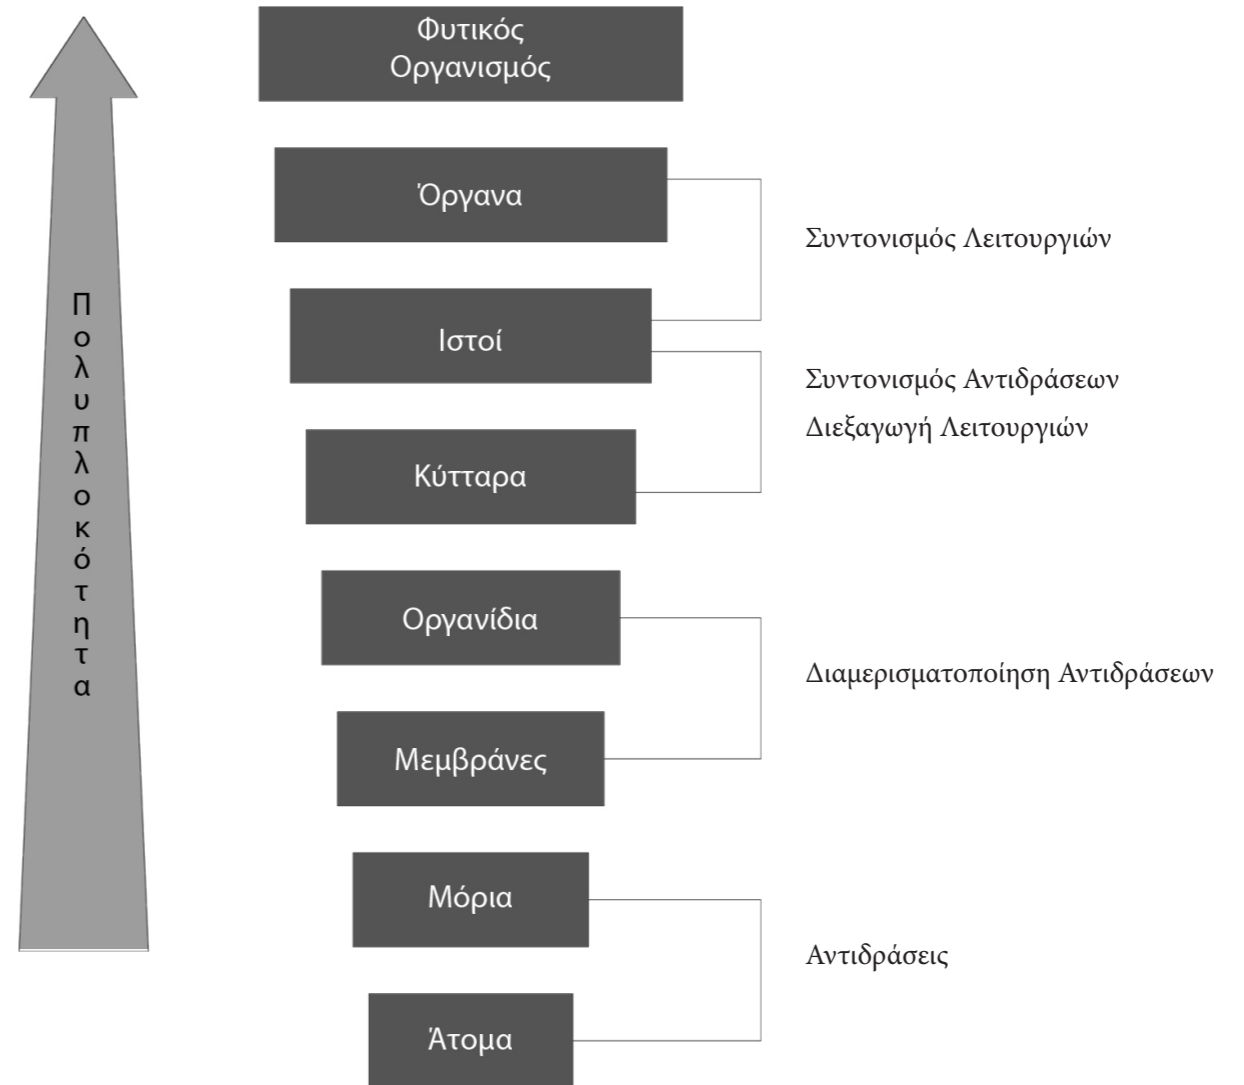 Φυτικός
Οργανισμός
Όργανα
Συντονισμός Λειτουργιών
Ιστοί
Συντονισμός Αντιδράσεων
Διεξαγωγή Λειτουργιών
Κύτταρα
Οργανίδια
Διαμερισματοποίηση Αντιδράσεων
Μεμβράνες
Μόρια
Αντιδράσεις
Άτομα
Πολυπλοκότητα